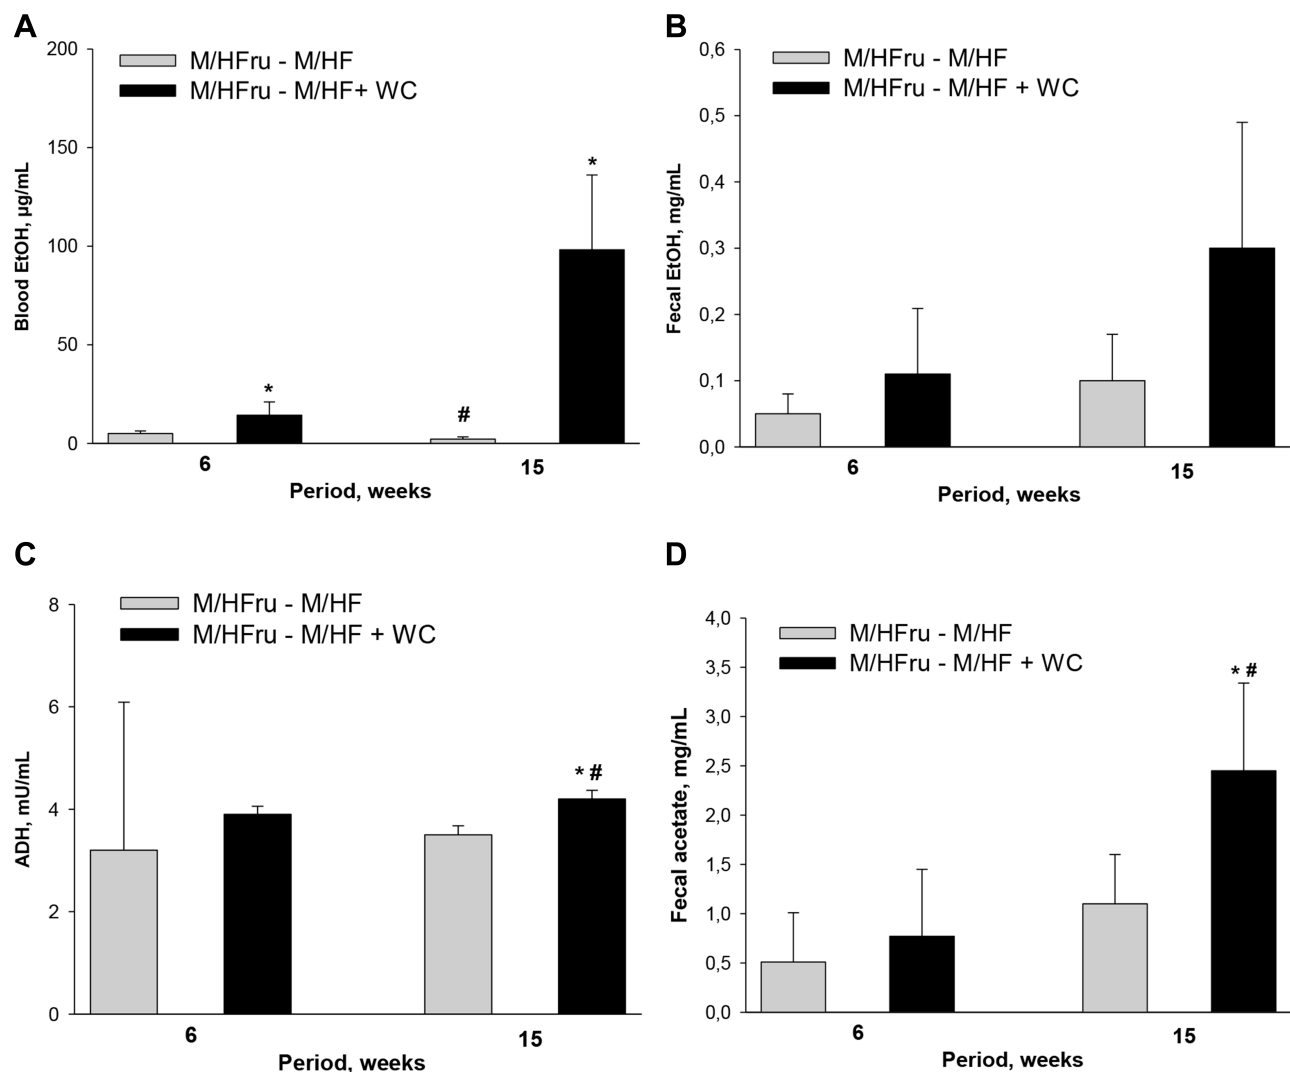 A
200
150
100
50
0
Blood EtOH, µg/mL
M/HFru - M/HF
M/HFru - M/HF+ WC
*
#
*
6
15
Period, weeks
B
0,6
0,5
0,4
0,3
0,2
0,1
0,0
Fecal EtOH, mg/mL
M/HFru - M/HF
M/HFru - M/HF + WC
6
15
Period, weeks
C
8
6
4
2
0
ADH, mU/mL
M/HFru - M/HF
M/HFru - M/HF + WC
* #
6
15
Period, weeks
D
4,0
3,5
3,0
2,5
2,0
1,5
1,0
0,5
0,0
Fecal acetate, mg/mL
M/HFru - M/HF
M/HFru - M/HF + WC
* #
6
15
Period, weeks